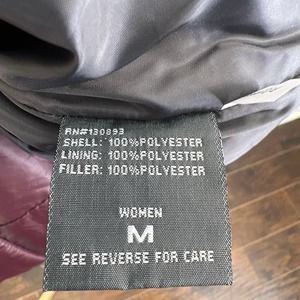 RN#130893
SHELL: 100%POLYESTER
LINING: 100%POLYESTER
FILLER: 100%POLYESTER
WOMEN
M
SEE REVERSE FOR CARE